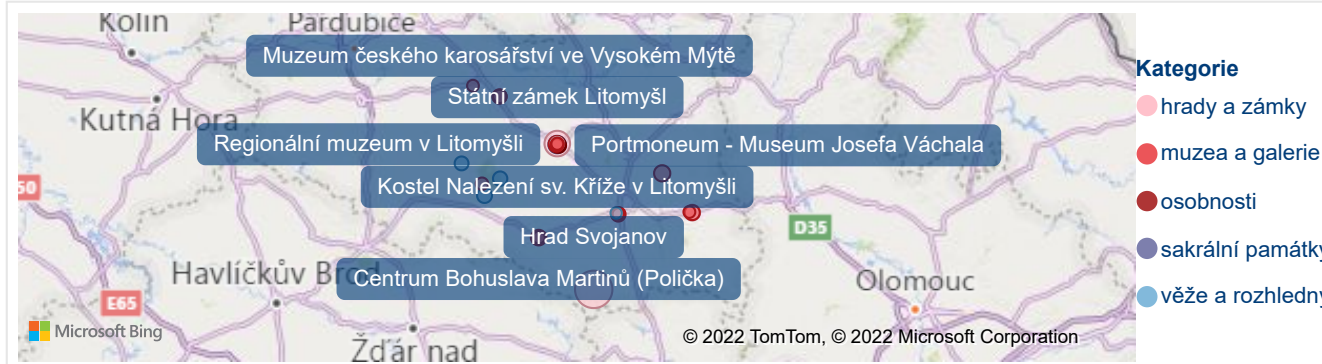 Kolín
Pardubice
Muzeum českého karosářství ve Vysokém Mýtě
Státní zámek Litomyšl
Kutná Hora
Regionální muzeum v Litomyšli
Portmoneum - Museum Josefa Váchala
Kostel Nalezení sv. Kříže v Litomyšli
50
D35
Hrad Svojanov
Havlíčkův Brod
Centrum Bohuslava Martinů (Polička)
Olomouc
E65
Microsoft Bing
© 2022 TomTom, © 2022 Microsoft Corporation
Žďár nad
Kategorie
hrady a zámky
muzea a galerie
osobnosti
sakrální památky
věže a rozhledny